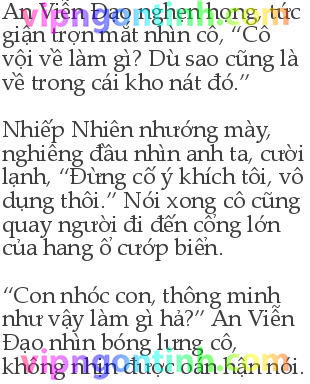 An Viễn Đạo nghẹn họng, tức
giận trợn mắt nhìn cô, “Cô
vội về làm gì? Dù sao cũng là
về trong cái kho nát đó.”
Nhiếp Nhiên nhướng mày,
nghiêng đầu nhìn anh ta, cười
lạnh, “Đừng cố ý khích tôi, vô
dụng thôi.” Nói xong cô cũng
quay người đi đến cổng lớn
của hang ổ cướp biển.
“Con nhóc con, thông minh
như vậy làm gì hả?” An Viễn
Đạo nhìn bóng lưng cô,
không nhịn được oán hận nói.
vipngontinh.com
vipngontinh.com